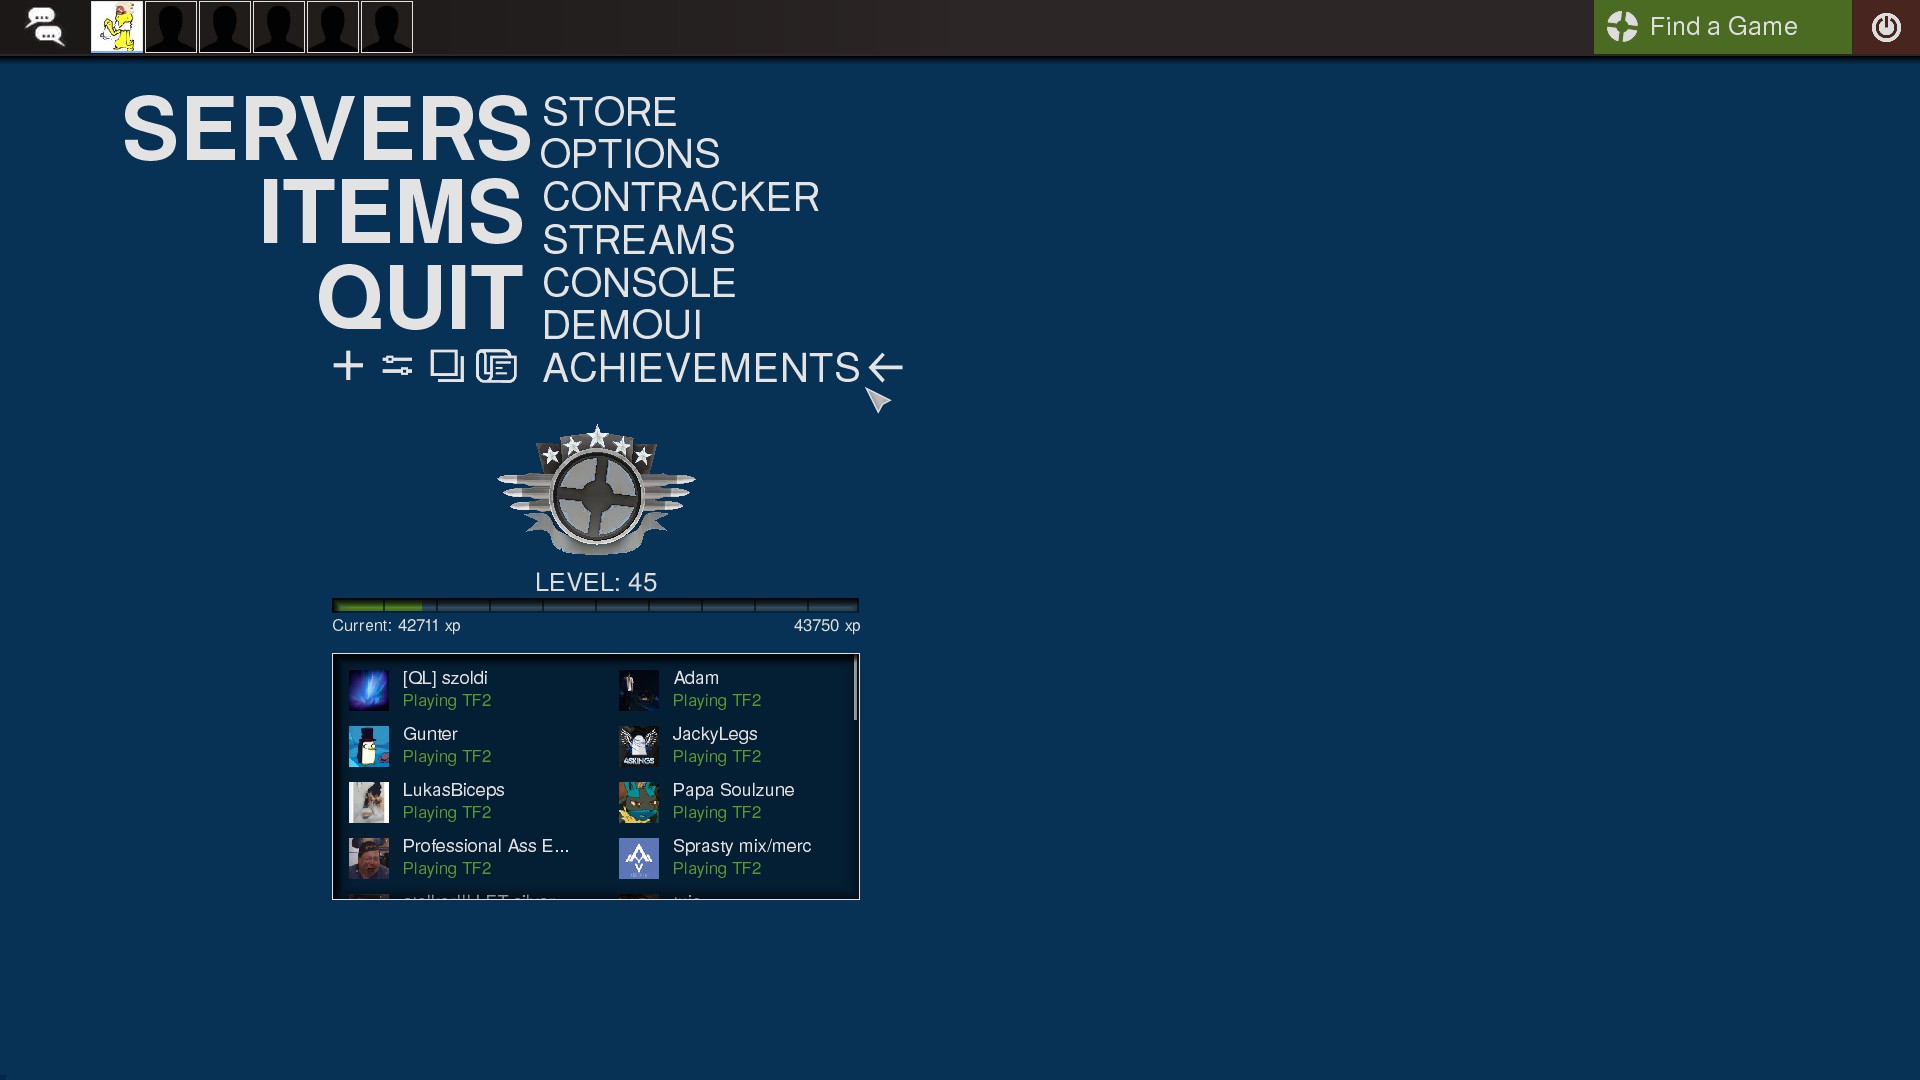 Find a Game
SERVERS
ITEMS
QUIT
STORE
OPTIONS
CONTRACKER
STREAMS
CONSOLE
DEMOUI
ACHIEVEMENTS
LEVEL: 45
Current: 42711 xp
43750 xp
[QL] szoldi
Playing TF2
Adam
Playing TF2
Gunter
Playing TF2
JackyLegs
Playing TF2
4SKINGS
LukasBiceps
Playing TF2
Papa Soulzune
Playing TF2
Professional Ass E...
Playing TF2
Sprasty mix/merc
Playing TF2